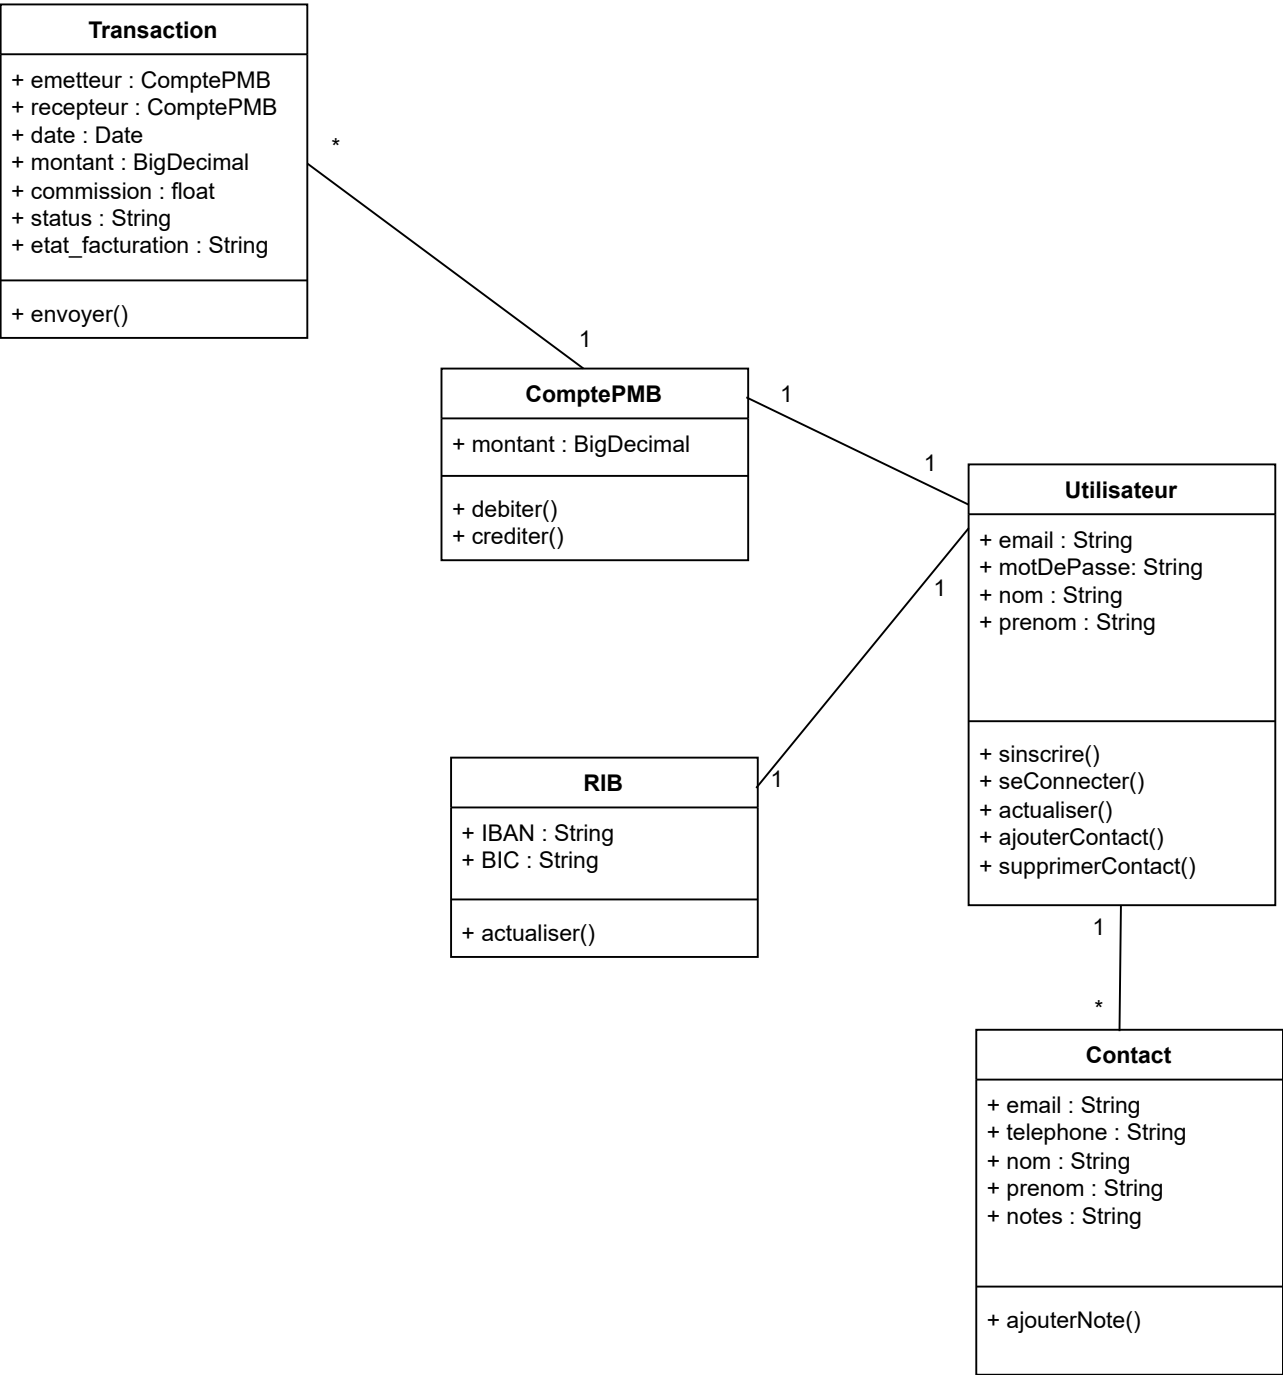 Transaction
+ emetteur : ComptePMB
+ recepteur : ComptePMB
+ date : Date
+ montant : BigDecimal
+ commission : float
+ status : String
+ etat_facturation : String
+ envoyer()
*
1
ComptePMB
+ montant : BigDecimal
+ debiter()
+ crediter()
1
1
Utilisateur
+ email : String
+ motDePasse: String
+ nom : String
+ prenom : String
+ sinscrire()
+ seConnecter()
+ actualiser()
+ ajouterContact()
+ supprimerContact()
1
1
RIB
+ IBAN : String
+ BIC : String
+ actualiser()
1
*
Contact
+ email : String
+ telephone : String
+ nom : String
+ prenom : String
+ notes : String
+ ajouterNote()